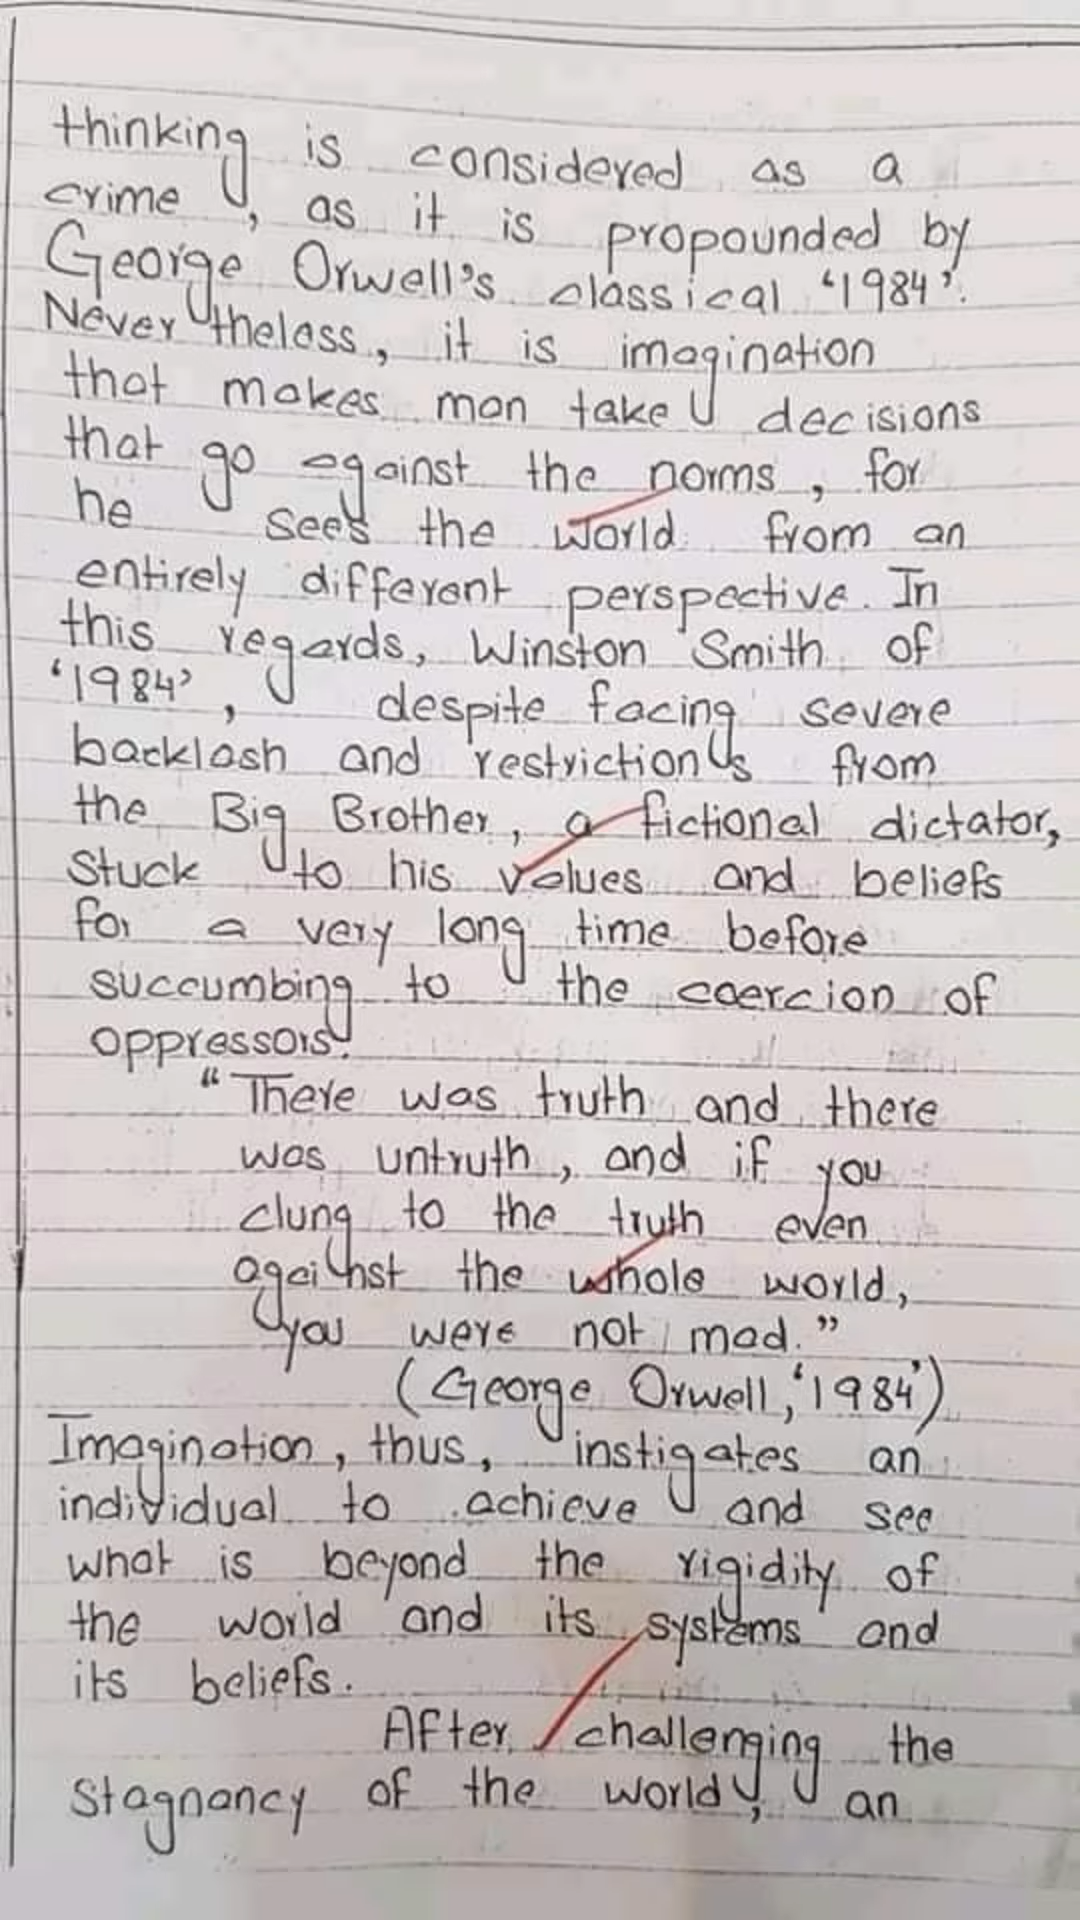 thinking is considered as a
crime, as it is propounded by
George Orwell's classical '1984'.
Nevertheless, it is imagination
that makes man take decisions
that go against the norms, for
he sees the world from an
entirely different perspective. In
this regards, Winston Smith of
'1984', despite facing severe
backlash and restrictions from
the Big Brother, a fictional dictator,
stuck to his values and beliefs
for a very long time before
succumbing to the coercion of
oppressors.
"There was truth and there
was untruth, and if you
clung to the truth even
against the whole world,
you were not mad."
(George Orwell, '1984')
Imagination, thus, instigates an
individual to achieve and see
what is beyond the rigidity of
the world and its systems and
its beliefs.
After challenging the
stagnancy of the world, an